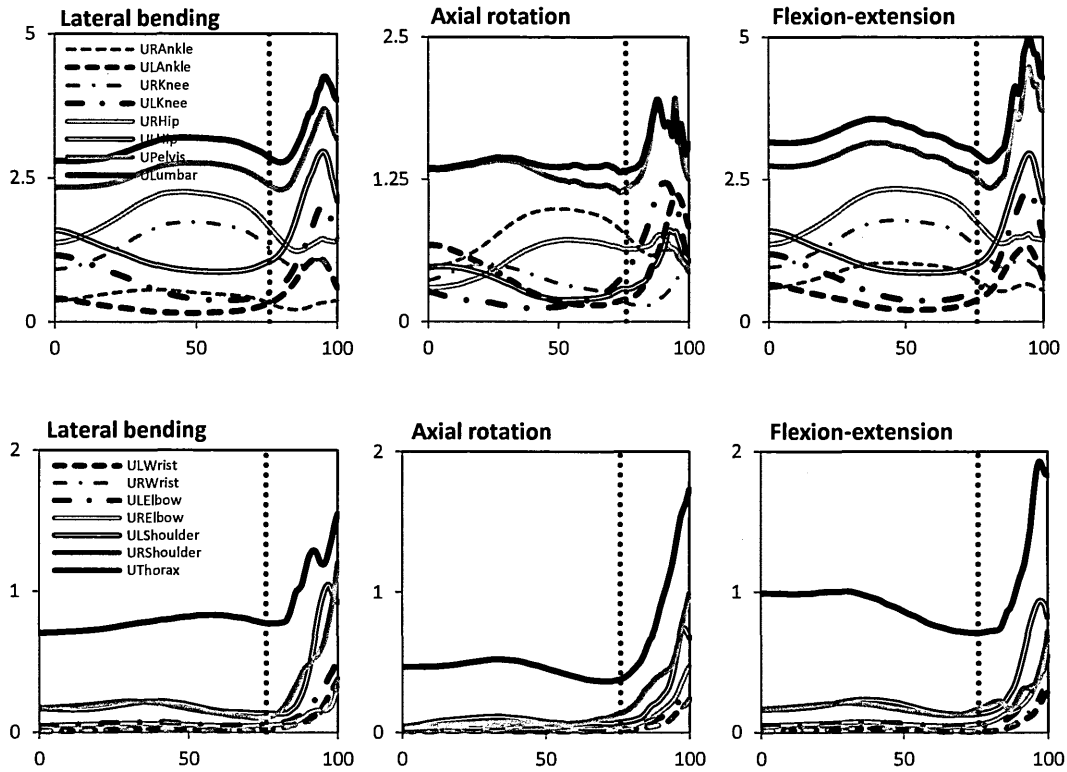 Lateral bending
Axial rotation
Flexion-extension
5
2.5
0
0
50
100
URAnkle
ULAnkle
URKnee
ULKnee
URHip
ULHip
UPelvis
ULumbar
2.5
1.25
0
0
50
100
5
2.5
0
0
50
100
Lateral bending
Axial rotation
Flexion-extension
2
1
0
0
50
100
ULWrist
URWrist
ULElbow
URElbow
ULShoulder
URShoulder
UThorax
2
1
0
0
50
100
2
1
0
0
50
100